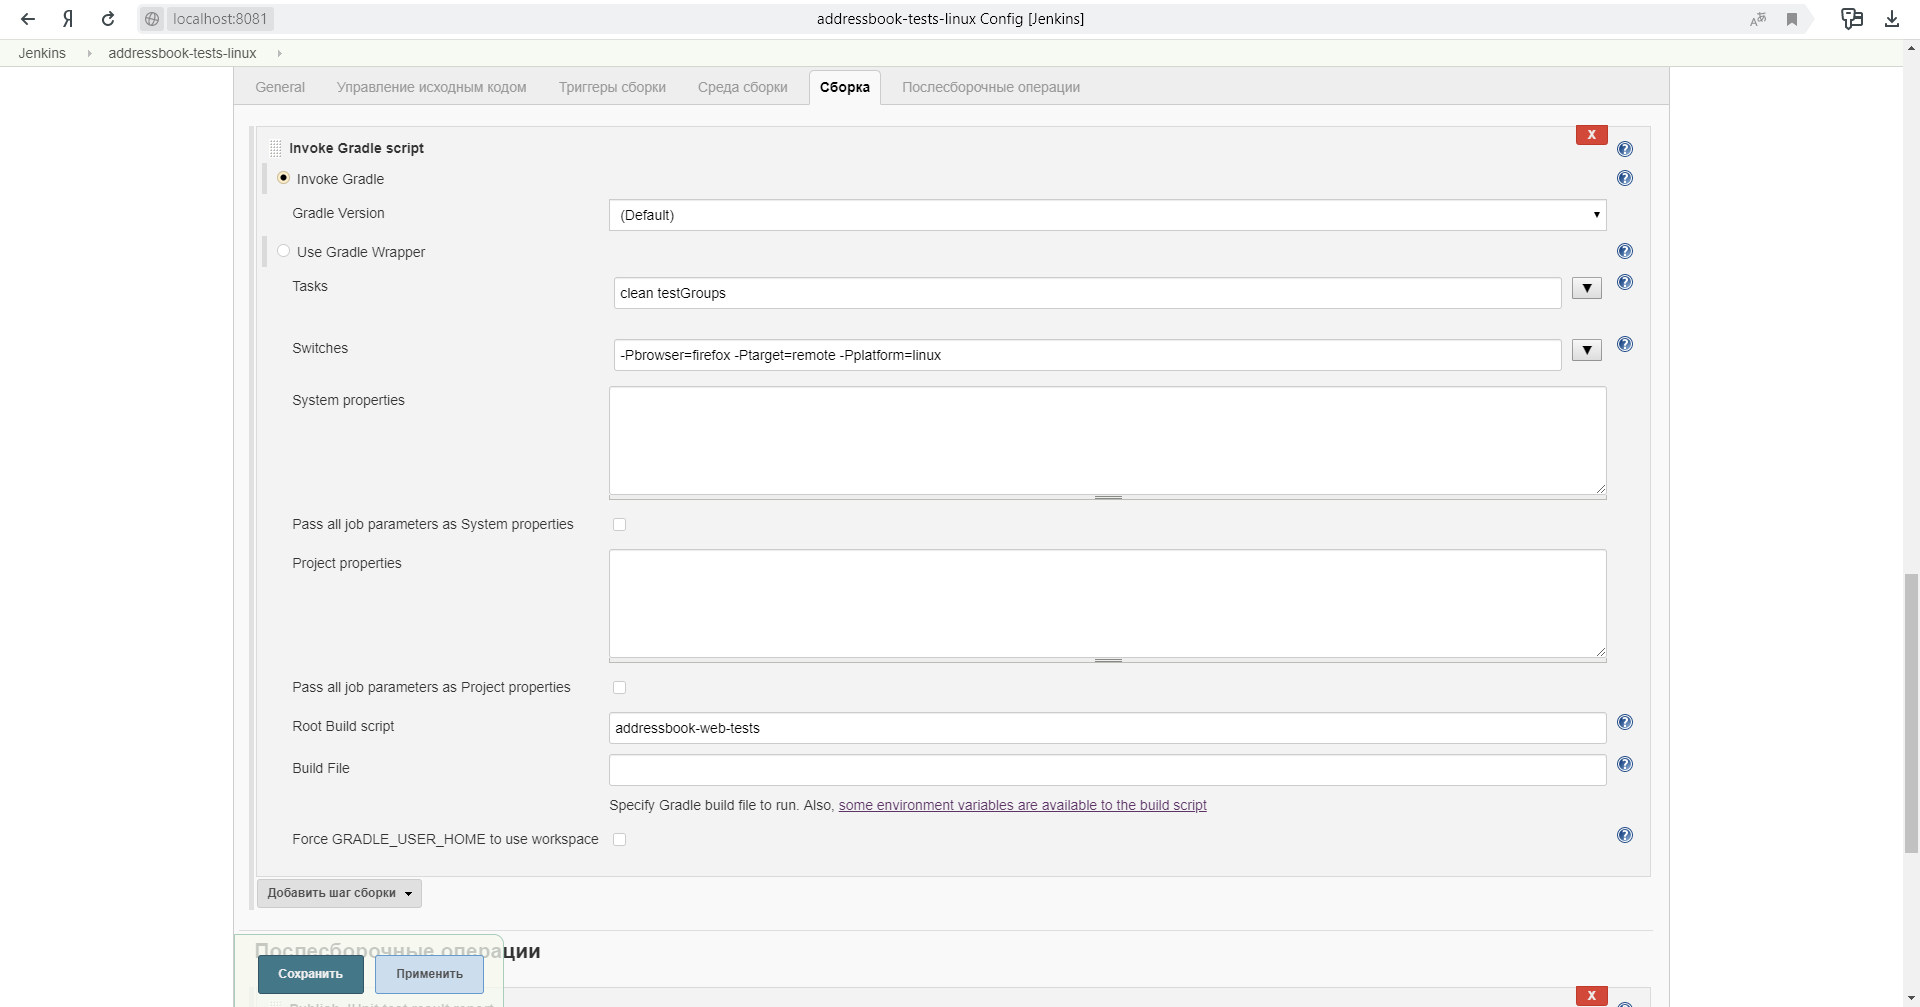 Я localhost:8081 addressbook-tests-linux Config [Jenkins]
Jenkins addressbook-tests-linux
General Управление исходным кодом Триггеры сборки Среда сборки Сборка Послесборочные операции
X
Invoke Gradle script
Invoke Gradle
Gradle Version (Default)
Use Gradle Wrapper
Tasks clean testGroups
Switches -Pbrowser=firefox -Ptarget=remote -Pplatform=linux
System properties
Pass all job parameters as System properties
Project properties
Pass all job parameters as Project properties
Root Build script addressbook-web-tests
Build File
Specify Gradle build file to run. Also, some environment variables are available to the build script
Force GRADLE_USER_HOME to use workspace
Добавить шаг сборки
Послесборочные операции
Сохранить Применить
X
Publish JUnit test result report